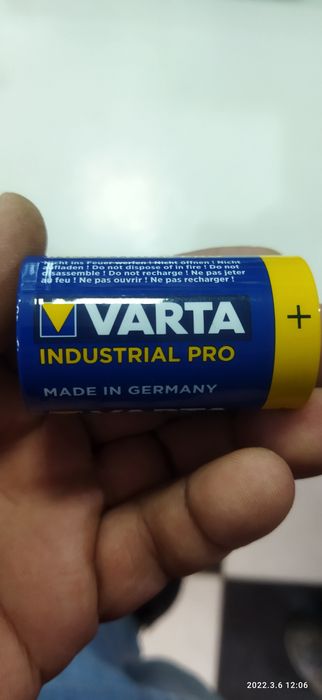 Nicht ins Feuer werfen ! Nicht öffnen ! Nicht
aufladen ! Do not dispose of in fire ! Do not
disassemble ! Do not recharge ! Ne pas jeter
au feu ! Ne pas ouvrir ! Ne pas recharger !
VARTA
+
INDUSTRIAL PRO
MADE IN GERMANY
2022.3.6 12:06